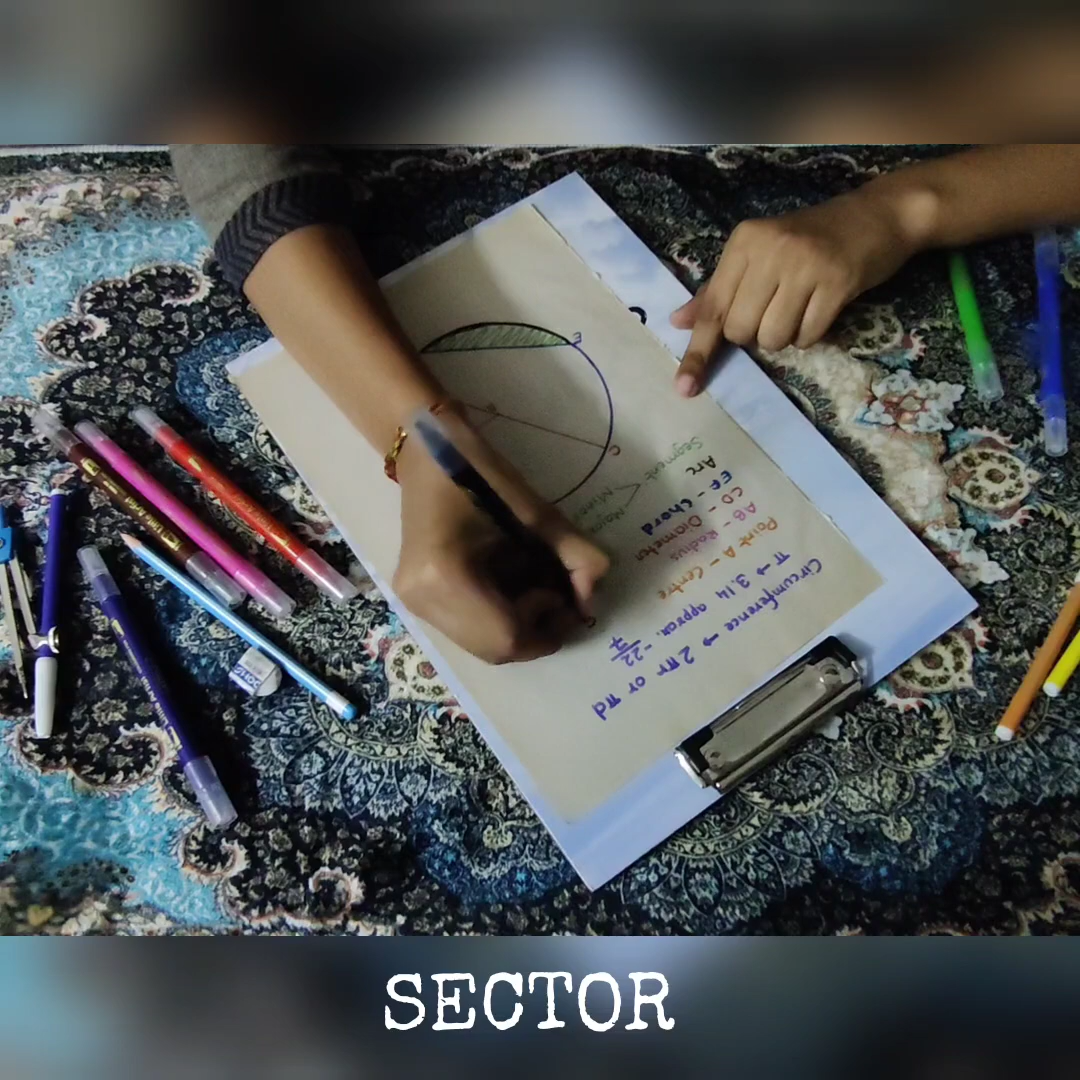 E
B
C
Circumference → 2πr or πd
π → 3.14 approx. - 22/7
Point A - Centre
AB - Radius
CD - Diameter
EF - Chord
Arc
Segment < Major
SECTOR